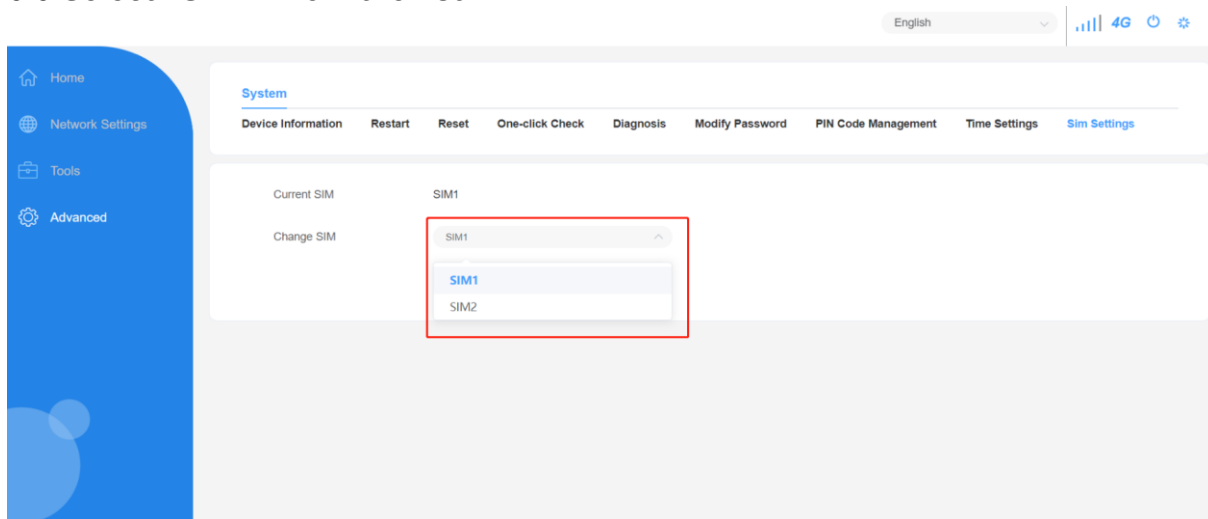 English
4G
Home
Network Settings
Tools
Advanced
System
Device Information Restart Reset One-click Check Diagnosis Modify Password PIN Code Management Time Settings Sim Settings
Current SIM SIM1
Change SIM SIM1
SIM1
SIM2